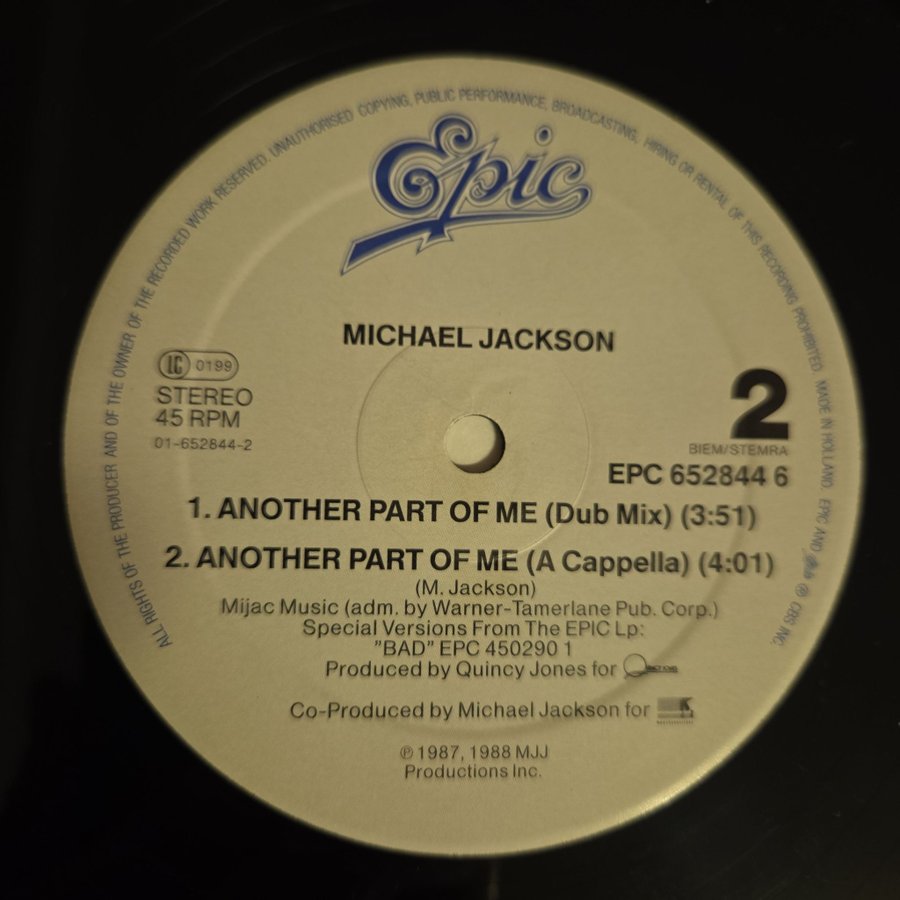 ALL RIGHTS OF THE PRODUCER AND OF THE OWNER OF THE RECORDED WORK RESERVED. UNAUTHORISED COPYING, PUBLIC PERFORMANCE, BROADCASTING, HIRING OR RENTAL OF THIS RECORDING PROHIBITED. MADE IN HOLLAND. EPIC AND ℗ CBS INC.
Epic
MICHAEL JACKSON
LC 0199
STEREO
45 RPM
01-652844-2
2
BIEM/STEMRA
EPC 652844 6
1. ANOTHER PART OF ME (Dub Mix) (3:51)
2. ANOTHER PART OF ME (A Cappella) (4:01)
(M. Jackson)
Mijac Music (adm. by Warner-Tamerlane Pub. Corp.)
Special Versions From The EPIC Lp:
"BAD" EPC 450290 1
Produced by Quincy Jones for
Co-Produced by Michael Jackson for
℗ 1987, 1988 MJJ
Productions Inc.